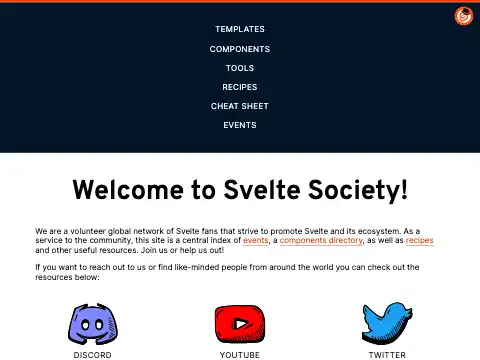 TEMPLATES
COMPONENTS
TOOLS
RECIPES
CHEAT SHEET
EVENTS
Welcome to Svelte Society!
We are a volunteer global network of Svelte fans that strive to promote Svelte and its ecosystem. As a
service to the community, this site is a central index of events, a components directory, as well as recipes
and other useful resources. Join us or help us out!
If you want to reach out to us or find like-minded people from around the world you can check out the
resources below:
DISCORD
YOUTUBE
TWITTER